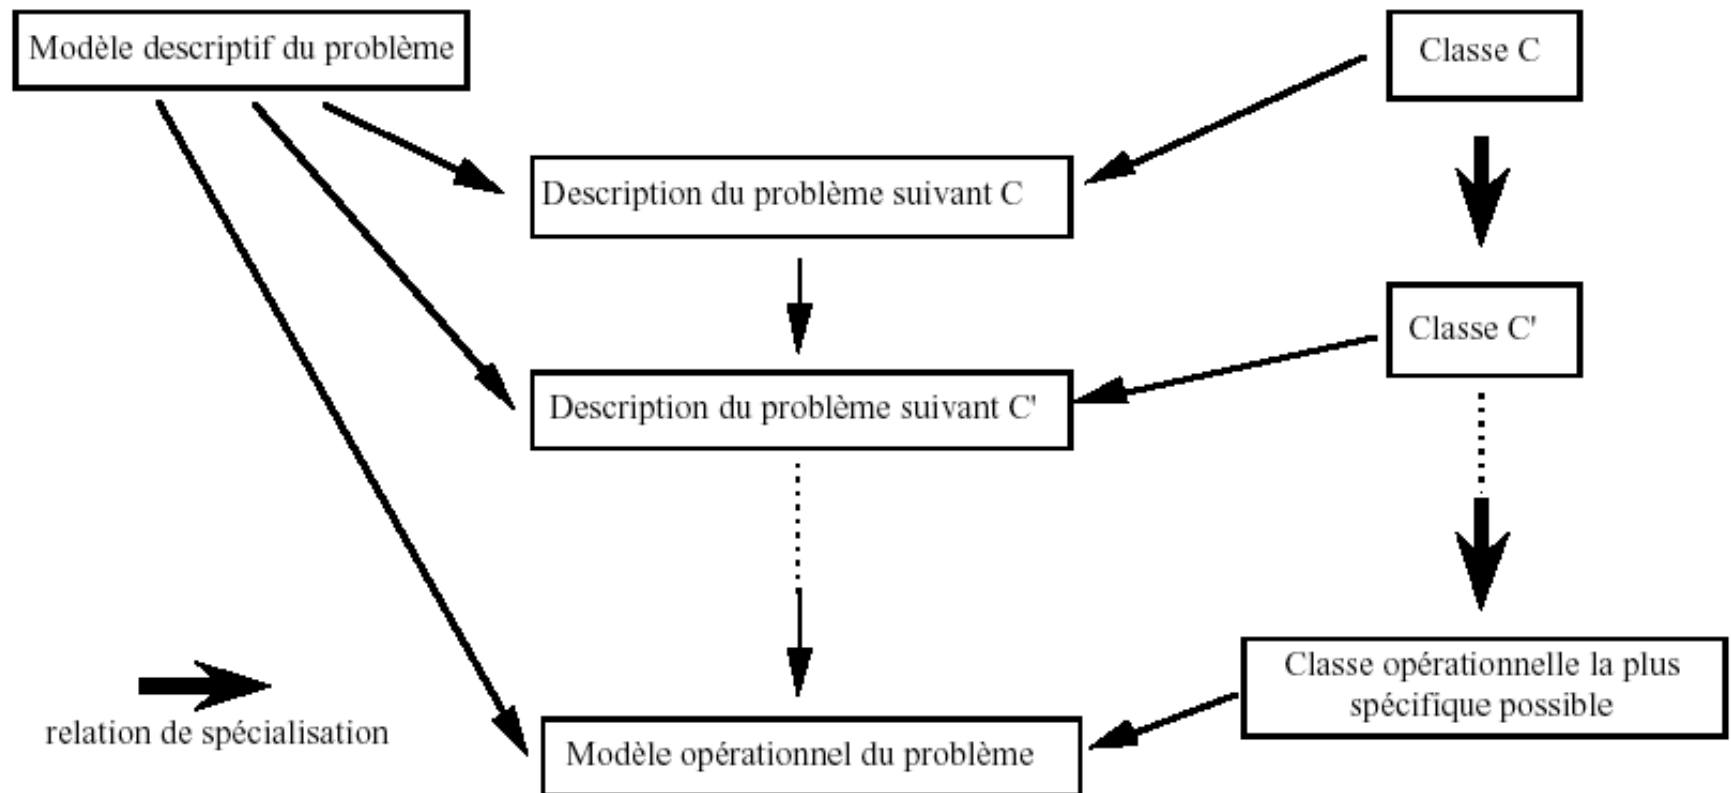 Modèle descriptif du problème
Classe C
Description du problème suivant C
Classe C'
Description du problème suivant C'
Classe opérationnelle la plus
spécifique possible
relation de spécialisation
Modèle opérationnel du problème